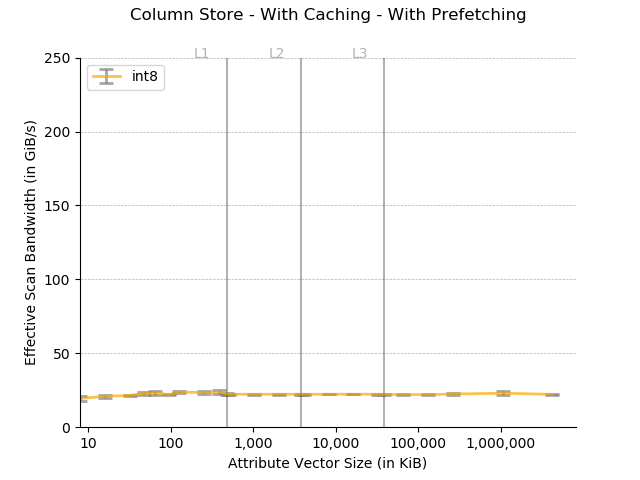 Column Store - With Caching - With Prefetching
L1 L2 L3
int8
Effective Scan Bandwidth (in GiB/s)
250
200
150
100
50
0
10 100 1,000 10,000 100,000 1,000,000
Attribute Vector Size (in KiB)